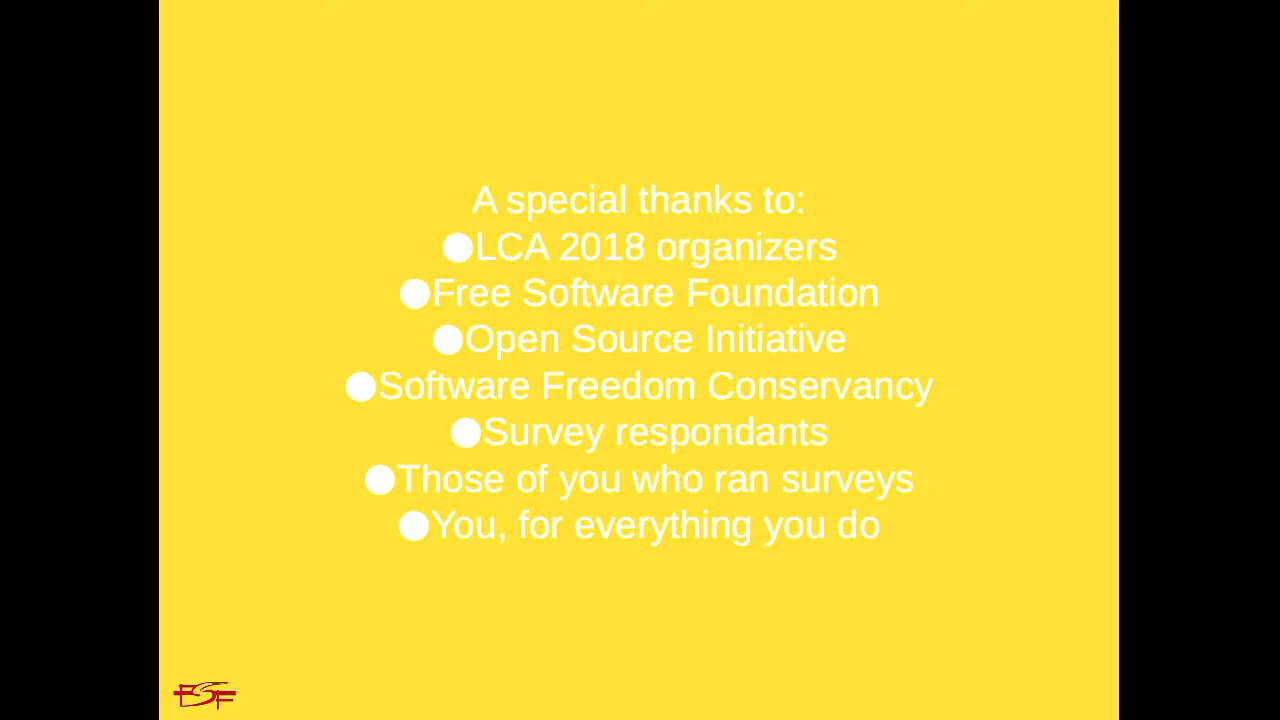 A special thanks to:
●LCA 2018 organizers
●Free Software Foundation
●Open Source Initiative
●Software Freedom Conservancy
●Survey respondants
●Those of you who ran surveys
●You, for everything you do
FSF